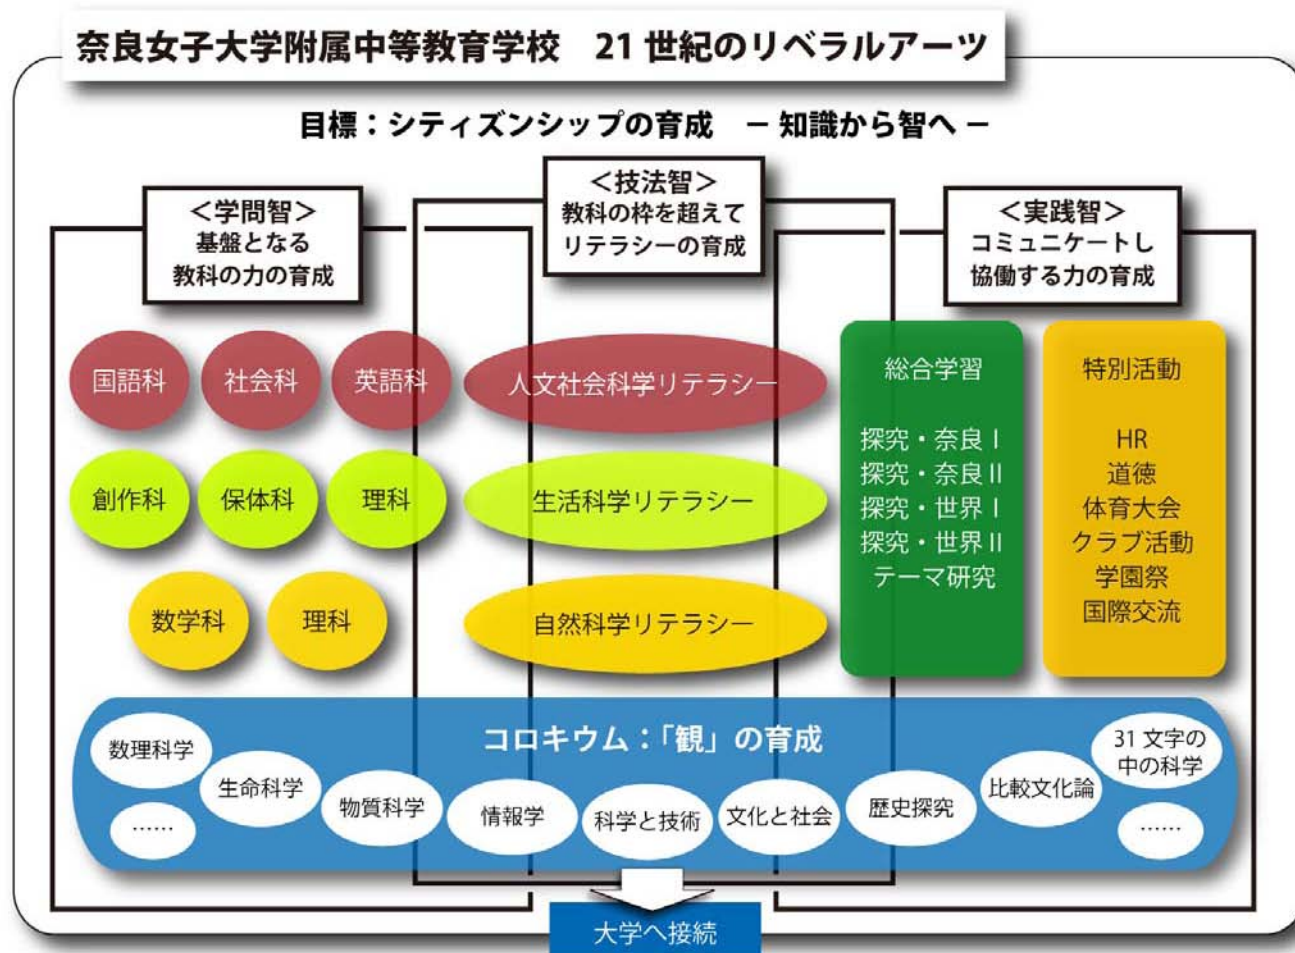 奈良女子大学附属中等教育学校　21世紀のリベラルアーツ
目標：シティズンシップの育成　－ 知識から智へ －
＜学問智＞
基盤となる
教科の力の育成
＜技法智＞
教科の枠を超えて
リテラシーの育成
＜実践智＞
コミュニケートし
協働する力の育成
国語科
社会科
英語科
人文社会科学リテラシー
創作科
保体科
理科
生活科学リテラシー
数学科
理科
自然科学リテラシー
総合学習
探究・奈良Ⅰ
探究・奈良Ⅱ
探究・世界Ⅰ
探究・世界Ⅱ
テーマ研究
特別活動
HR
道徳
体育大会
クラブ活動
学園祭
国際交流
コロキウム：「観」の育成
数理科学
……
生命科学
物質科学
情報学
科学と技術
文化と社会
歴史探究
比較文化論
31文字の
中の科学
……
大学へ接続